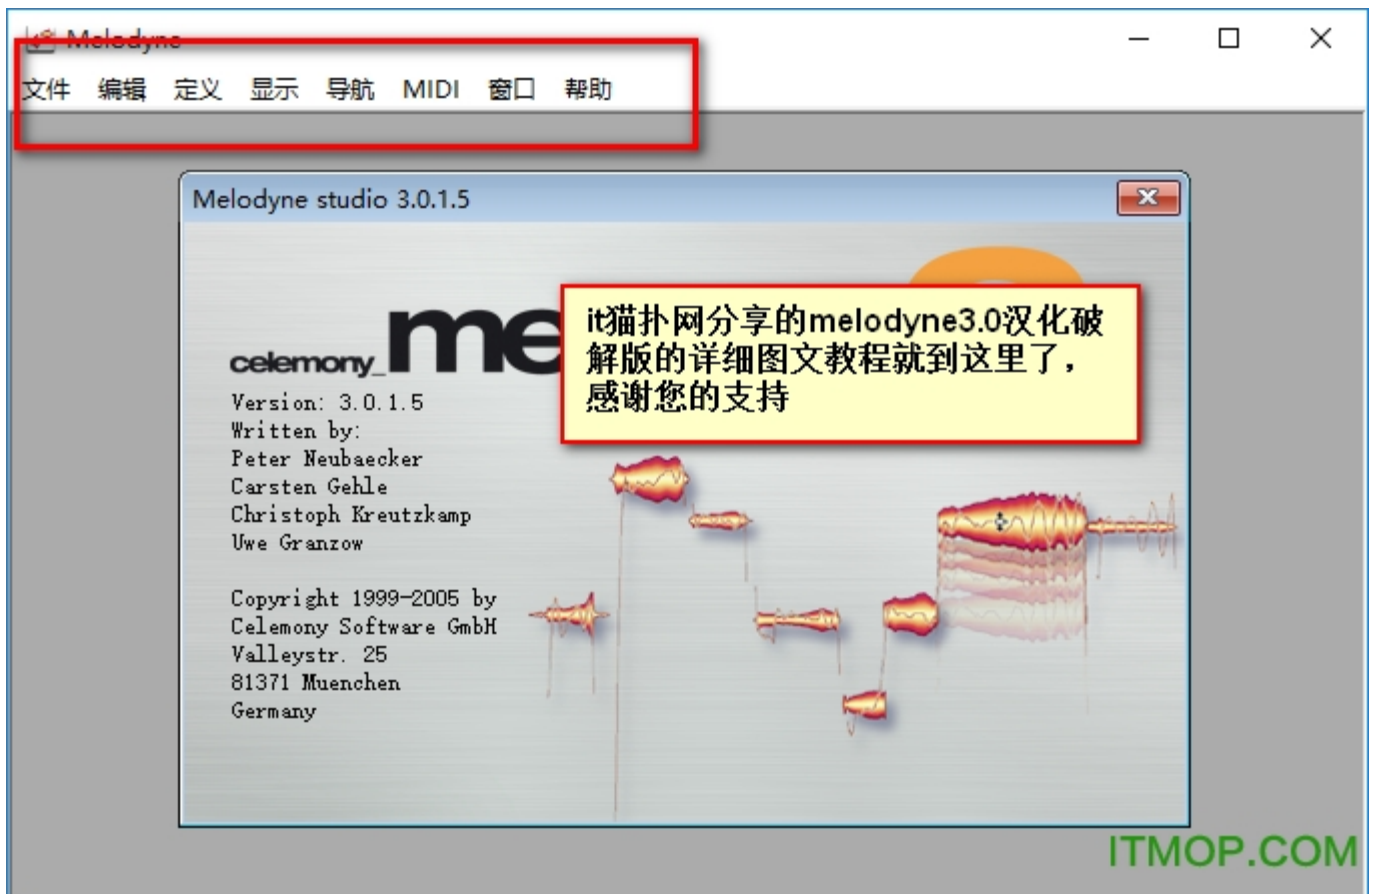 Melodyne
文件 编辑 定义 显示 导航 MIDI 窗口 帮助
Melodyne studio 3.0.1.5
celemony_me
it猫扑网分享的melodyne3.0汉化破
解版的详细图文教程就到这里了，
感谢您的支持
Version: 3.0.1.5
Written by:
Peter Neubaecker
Carsten Gehle
Christoph Kreutzkamp
Uwe Granzow
Copyright 1999-2005 by
Celemony Software GmbH
Valleystr. 25
81371 Muenchen
Germany
ITMOP.COM